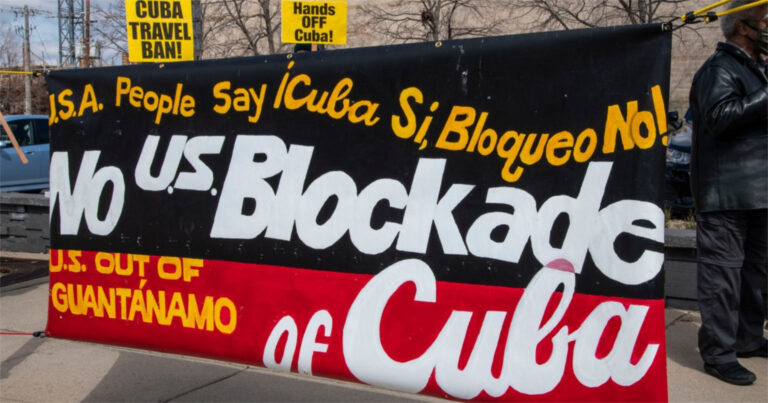 CUBA
TRAVEL
BAN!
Hands
OFF
Cuba!
U.S.A. People Say ¡Cuba Sí, Bloqueo No!
No U.S. Blockade
of Cuba
U.S. OUT OF
GUANTÁNAMO